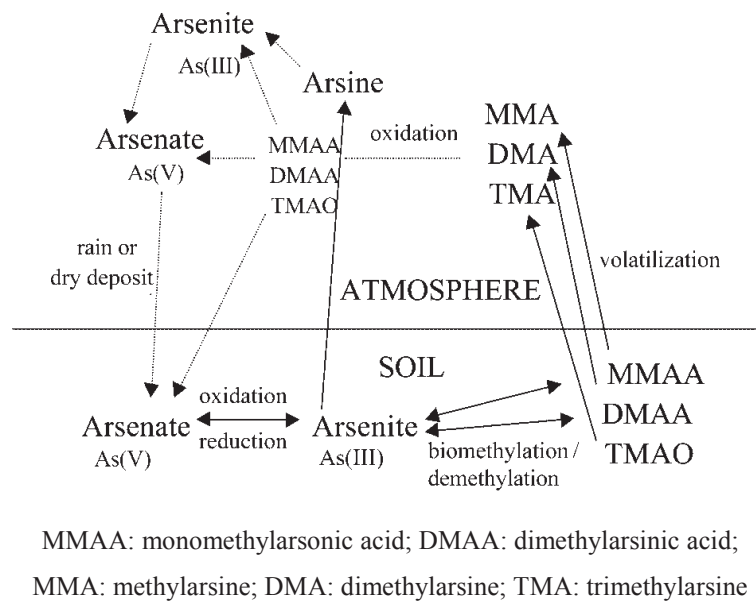 Arsenite
As(III)
Arsine
Arsenate
As(V)
MMAA
DMAA
TMAO
oxidation
MMA
DMA
TMA
rain or
dry deposit
volatilization
ATMOSPHERE
SOIL
Arsenate
As(V)
oxidation
reduction
Arsenite
As(III)
biomethylation /
demethylation
MMAA
DMAA
TMAO
MMAA: monomethylarsonic acid; DMAA: dimethylarsinic acid;
MMA: methylarsine; DMA: dimethylarsine; TMA: trimethylarsine